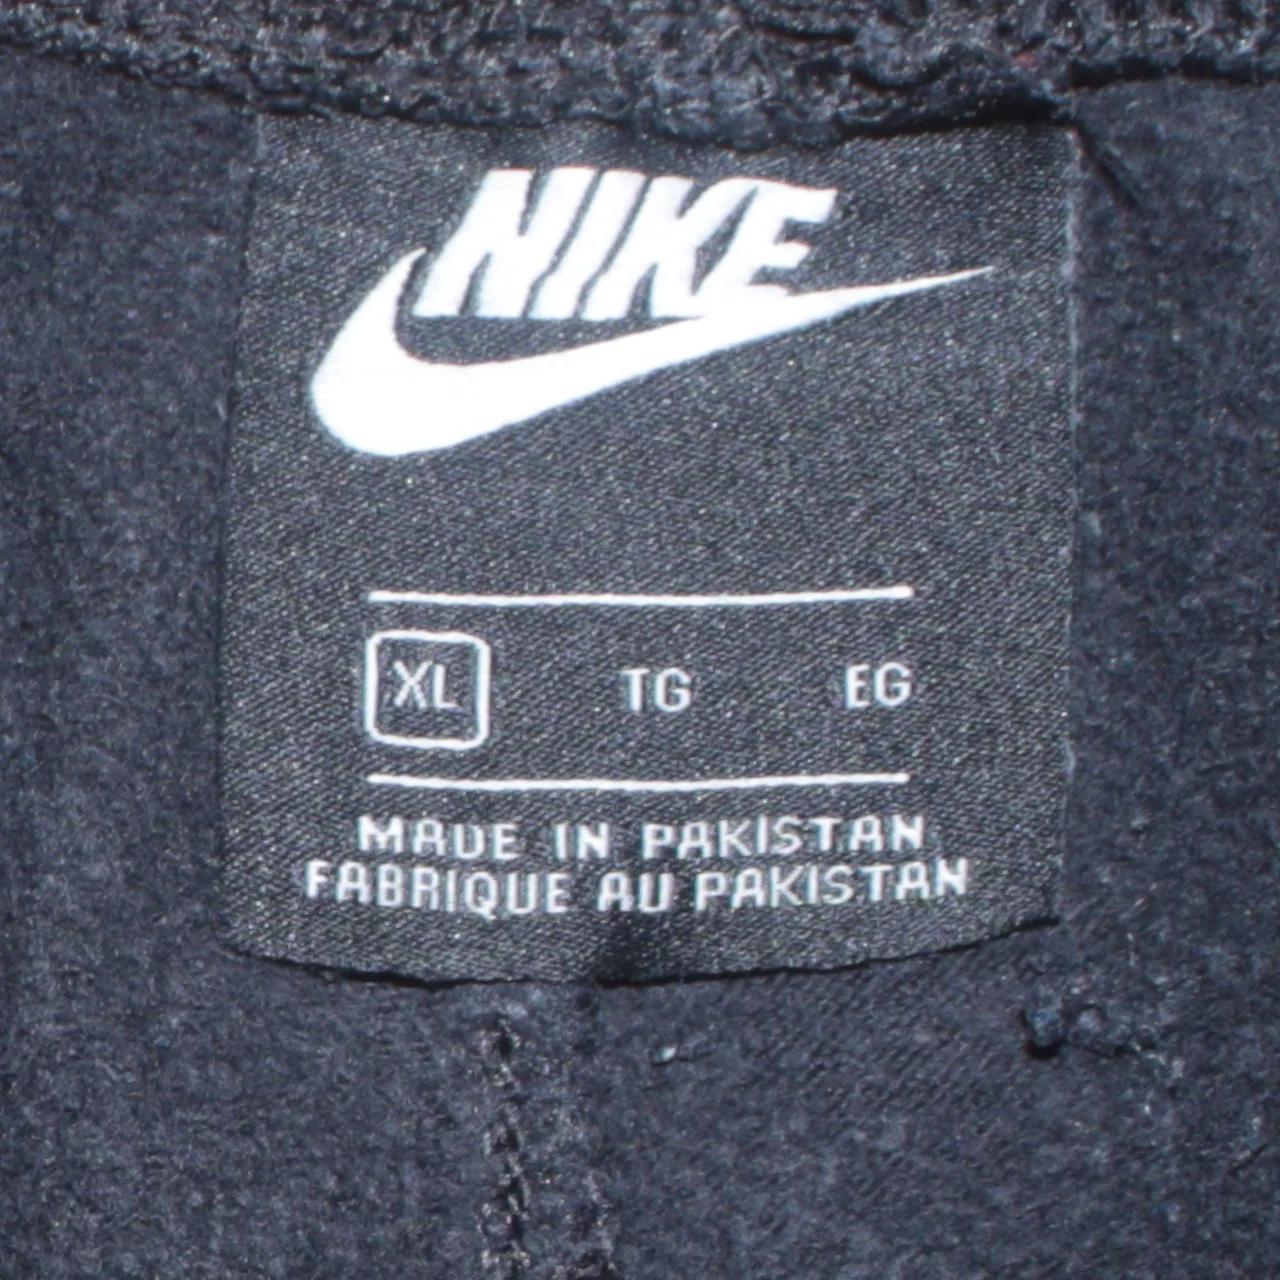 NIKE
XL TG EG
MADE IN PAKISTAN
FABRIQUE AU PAKISTAN